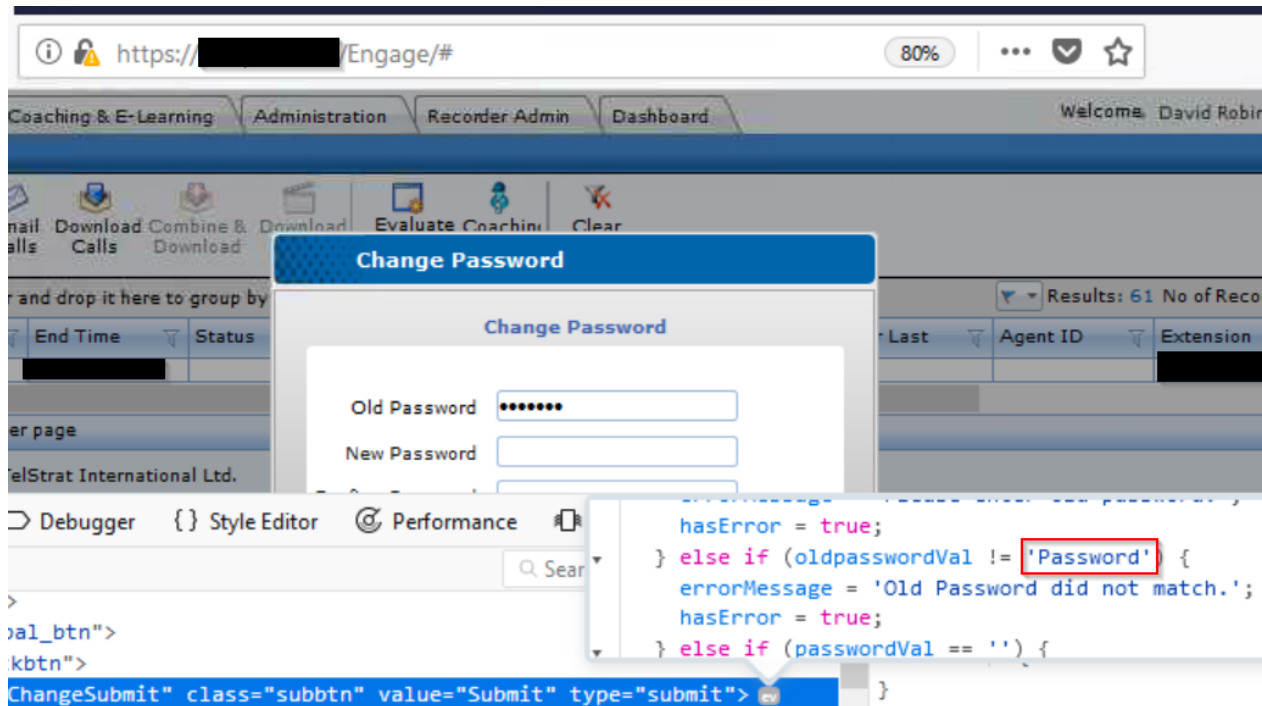 https:// /Engage/#
80%
Coaching & E-Learning Administration Recorder Admin Dashboard Welcome, David Robin
Download Combine & Download Evaluate Coaching Clear
Calls Download
Change Password
r and drop it here to group by Results: 61 No of Reco
Change Password
End Time Status Last Agent ID Extension
Old Password •••••••
er page
New Password
elStrat International Ltd.
Debugger { } Style Editor Performance
hasError = true;
Sear
} else if (oldpasswordVal != 'Password') {
errorMessage = 'Old Password did not match.';
hasError = true;
} else if (passwordVal == '') {
>
bal_btn">
kbtn">
ChangeSubmit" class="subbtn" value="Submit" type="submit"> ev
}